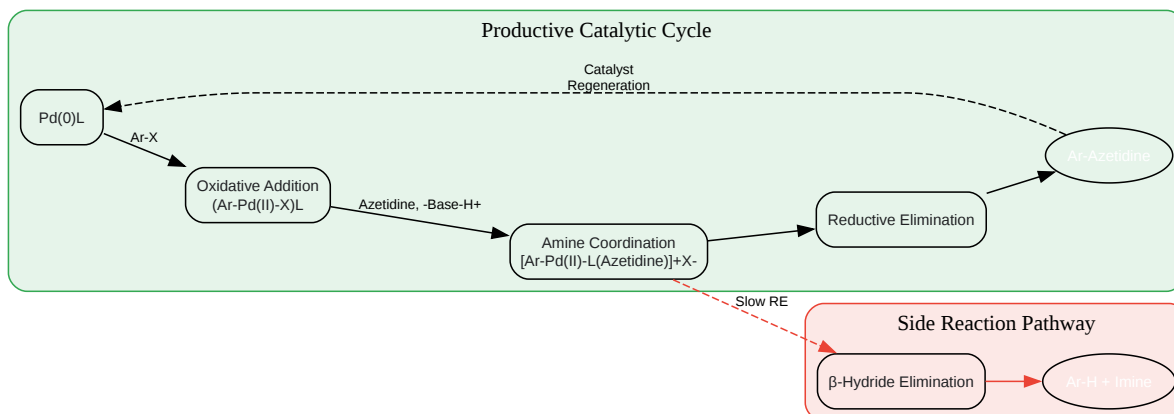 Productive Catalytic Cycle
Catalyst
Regeneration
Pd(0)L
Ar-X
Ar-Azetidine
Oxidative Addition
(Ar-Pd(II)-X)L
Azetidine, -Base-H+
Reductive Elimination
Amine Coordination
[Ar-Pd(II)-L(Azetidine)]+X-
Slow RE
Side Reaction Pathway
β-Hydride Elimination
Ar-H + Imine